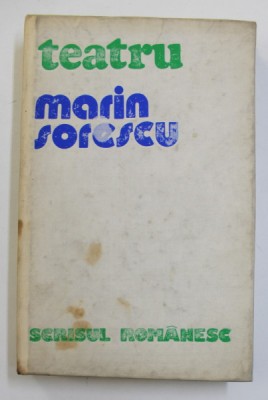 teatru
marin
sorescu
SCRISUL ROMÂNESC